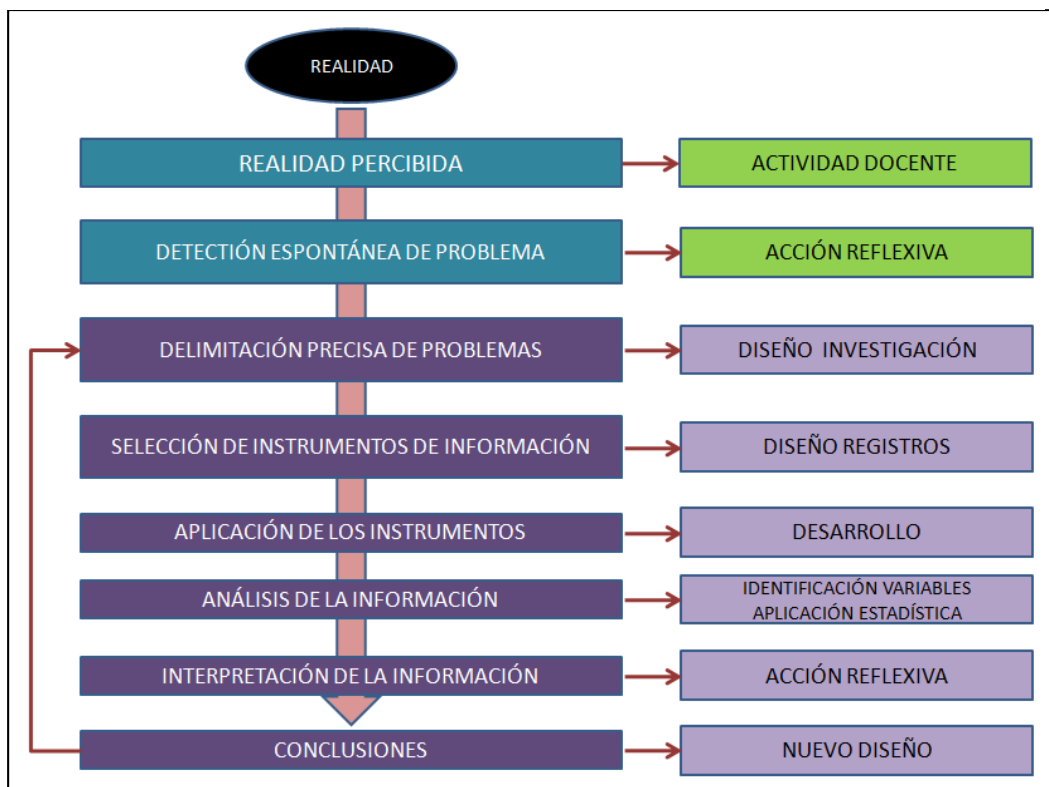 REALIDAD
REALIDAD PERCIBIDA
ACTIVIDAD DOCENTE
DETECTIÓN ESPONTÁNEA DE PROBLEMA
ACCIÓN REFLEXIVA
DELIMITACIÓN PRECISA DE PROBLEMAS
DISEÑO INVESTIGACIÓN
SELECCIÓN DE INSTRUMENTOS DE INFORMACIÓN
DISEÑO REGISTROS
APLICACIÓN DE LOS INSTRUMENTOS
DESARROLLO
ANÁLISIS DE LA INFORMACIÓN
IDENTIFICACIÓN VARIABLES
APLICACIÓN ESTADÍSTICA
INTERPRETACIÓN DE LA INFORMACIÓN
ACCIÓN REFLEXIVA
CONCLUSIONES
NUEVO DISEÑO